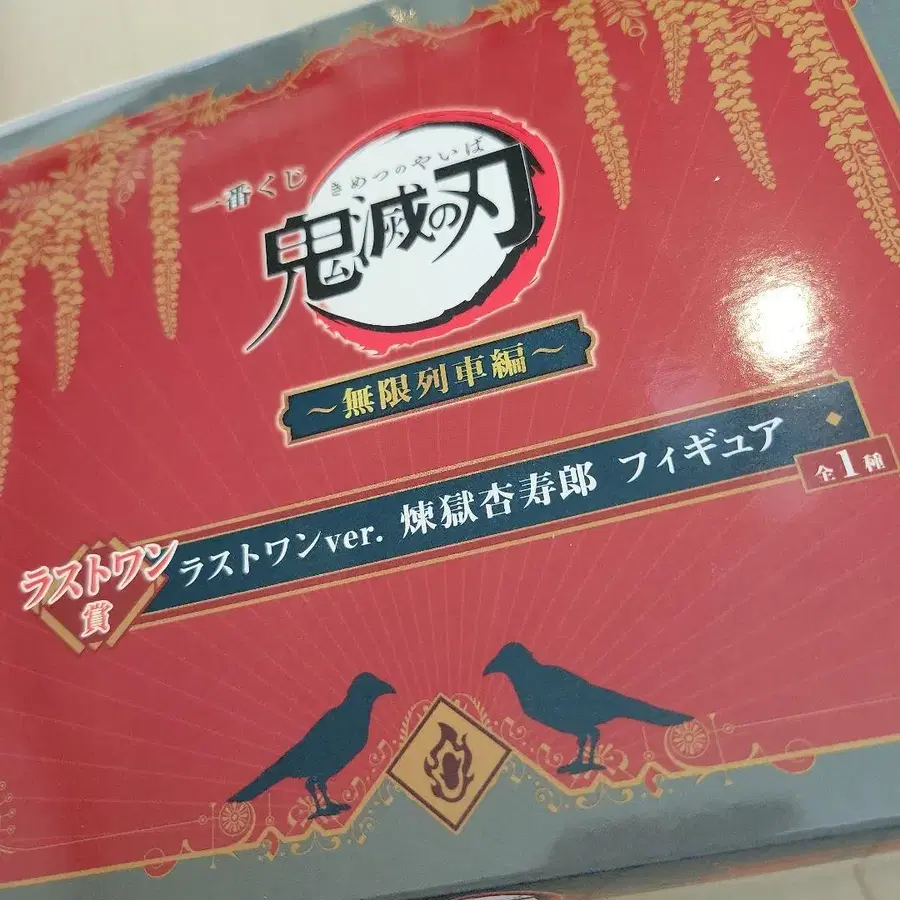 一番くじ
きめつのやいば
鬼滅の刃
～無限列車編～
ラストワン賞
ラストワンver. 煉獄杏寿郎 フィギュア
全1種